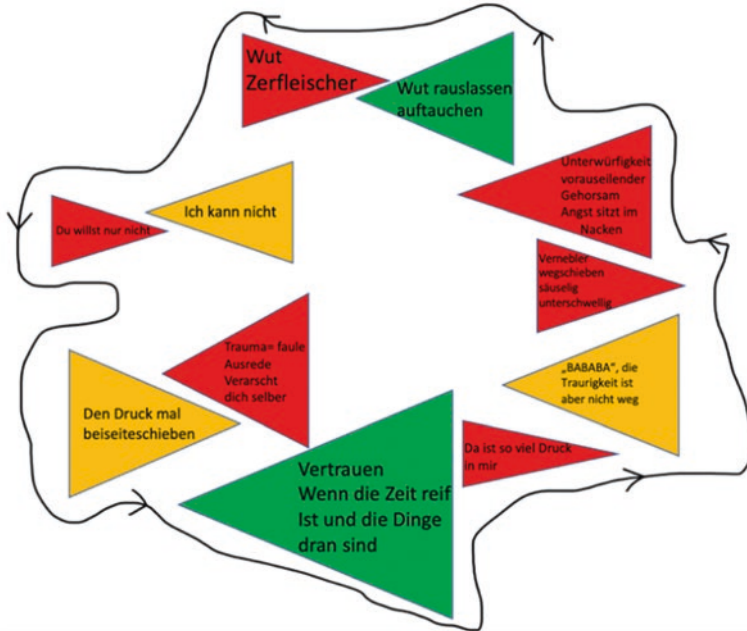 Wut
Zerfleischer
Wut rauslassen
auftauchen
Unterwürfigkeit
vorauseilender
Gehorsam
Angst sitzt im
Nacken
Ich kann nicht
Du willst nur nicht
Vernebler
wegschieben
säuselig
unterschwellig
Trauma= faule
Ausrede
Verarscht
dich selber
„BABABA", die
Traurigkeit ist
aber nicht weg
Den Druck mal
beiseiteschieben
Da ist so viel Druck
in mir
Vertrauen
Wenn die Zeit reif
Ist und die Dinge
dran sind